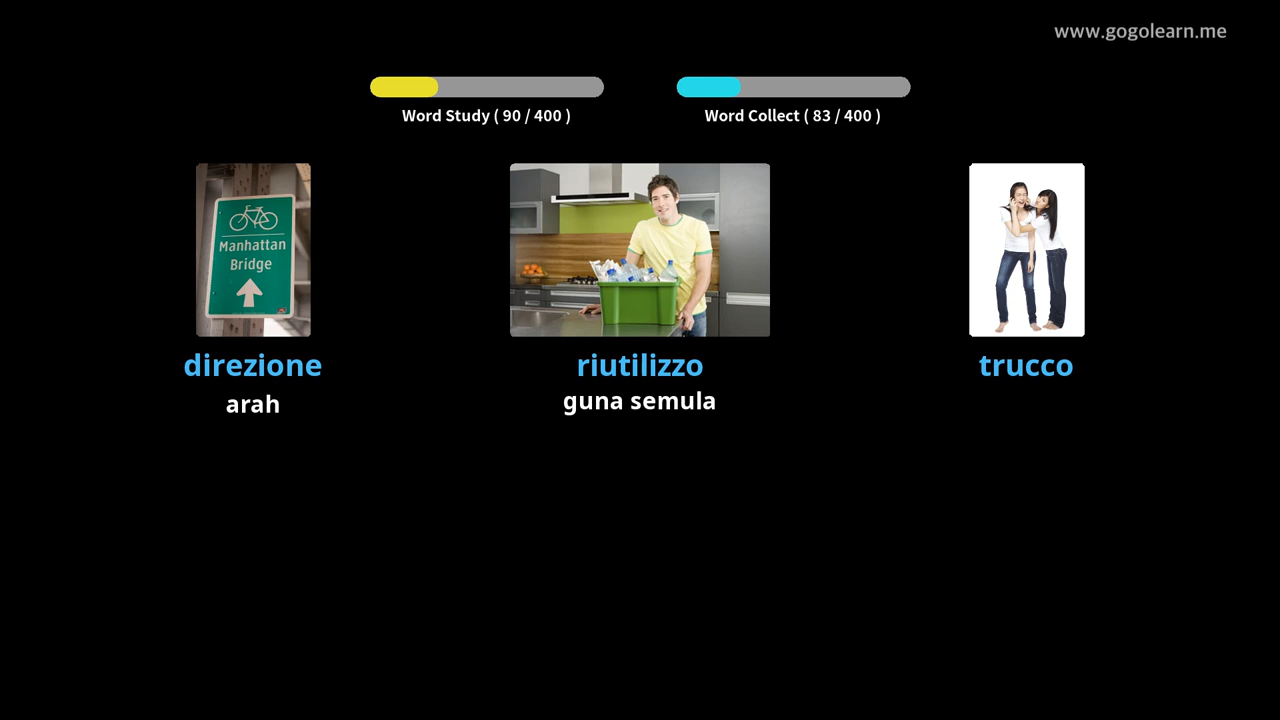 www.gogolearn.me
Word Study ( 90 / 400 )
Word Collect ( 83 / 400 )
Manhattan
Bridge
direzione
arah
riutilizzo
guna semula
trucco